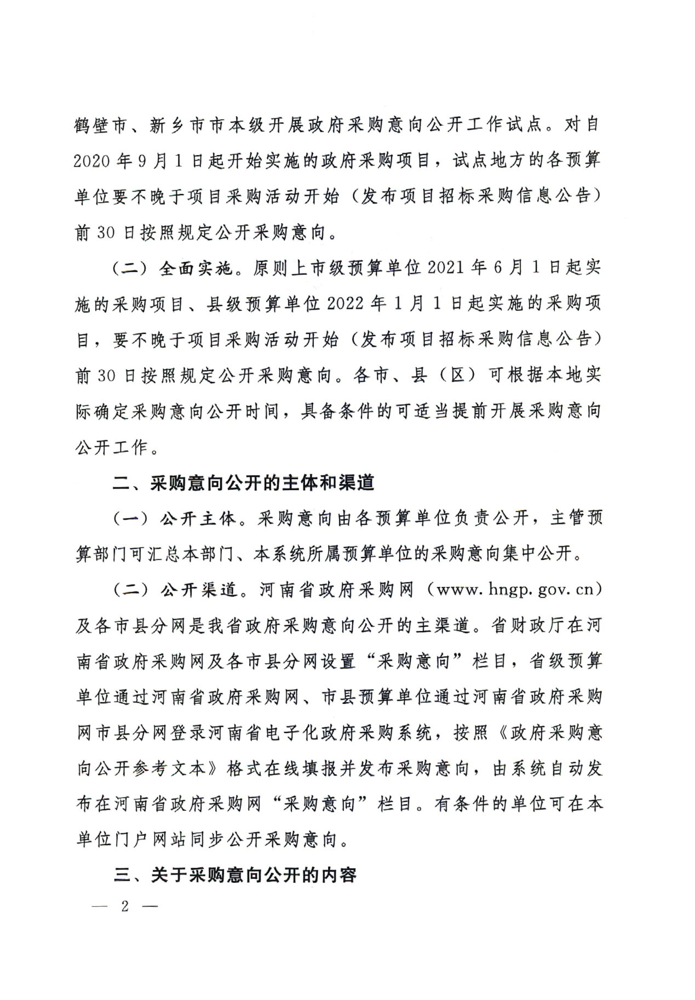 鹤壁市、新乡市市本级开展政府采购意向公开工作试点。对自
2020年9月1日起开始实施的政府采购项目，试点地方的各预算
单位要不晚于项目采购活动开始（发布项目招标采购信息公告）
前30日按照规定公开采购意向。
（二）全面实施。原则上市级预算单位2021年6月1日起实
施的采购项目、县级预算单位2022年1月1日起实施的采购项
目，要不晚于项目采购活动开始（发布项目招标采购信息公告）
前30日按照规定公开采购意向。各市、县（区）可根据本地实
际确定采购意向公开时间，具备条件的可适当提前开展采购意向
公开工作。
二、采购意向公开的主体和渠道
（一）公开主体。采购意向由各预算单位负责公开，主管预
算部门可汇总本部门、本系统所属预算单位的采购意向集中公开。
（二）公开渠道。河南省政府采购网（www.hngp.gov.cn）
及各市县分网是我省政府采购意向公开的主渠道。省财政厅在河
南省政府采购网及各市县分网设置“采购意向”栏目，省级预算
单位通过河南省政府采购网、市县预算单位通过河南省政府采购
网市县分网登录河南省电子化政府采购系统，按照《政府采购意
向公开参考文本》格式在线填报并发布采购意向，由系统自动发
布在河南省政府采购网“采购意向”栏目。有条件的单位可在本
单位门户网站同步公开采购意向。
三、关于采购意向公开的内容
— 2 —